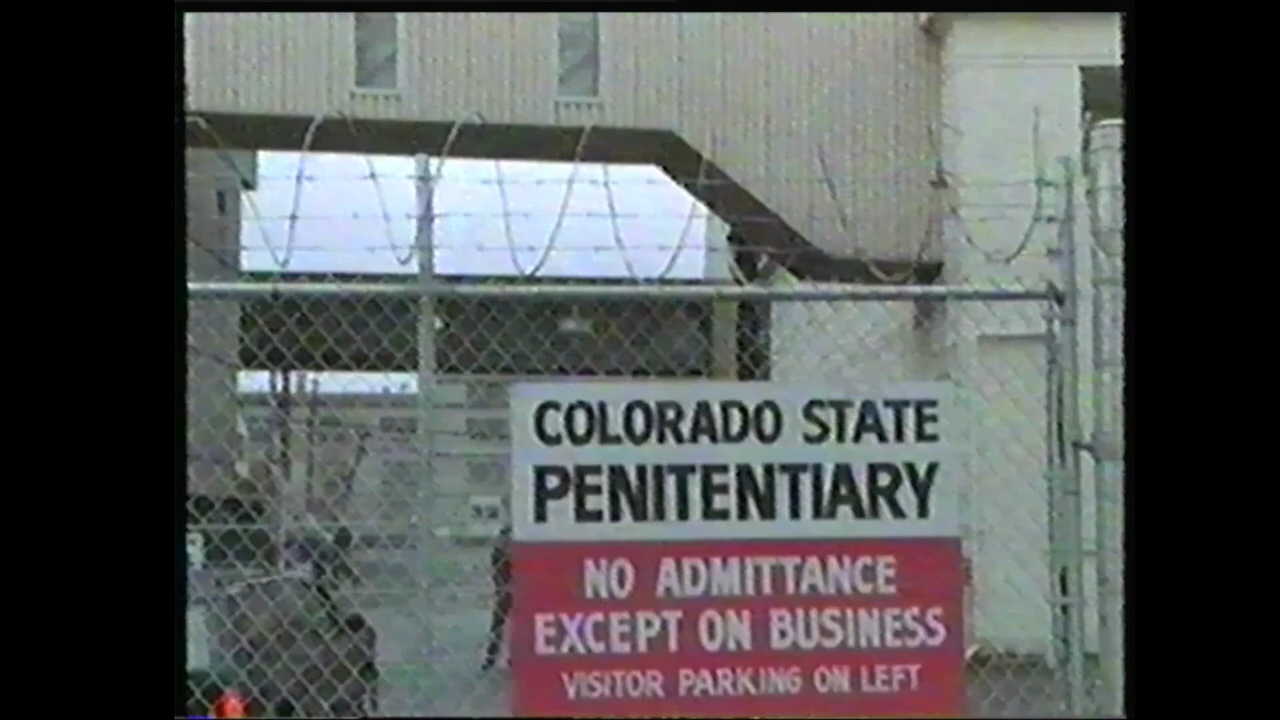 COLORADO STATE
PENITENTIARY
NO ADMITTANCE
EXCEPT ON BUSINESS
VISITOR PARKING ON LEFT